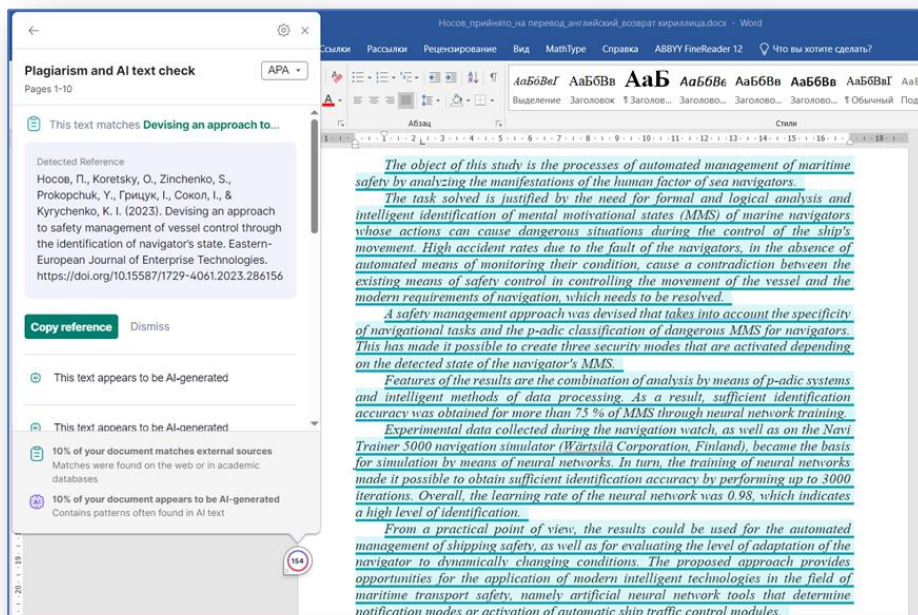 Носов_прийнято_на перевод_английский_возврат кириллица.docx - Word
Ссылки Рассылки Рецензирование Вид MathType Справка ABBYY FineReader 12 Что вы хотите сделать?
АаБбВеГ АаБбВв АаБ АаБбВв АаБбВв АаБбВв АаБбВвГ
Выделение Заголовок ¶ Заголов... Заголово... Заголово... Заголово... ¶ Обычный
Абзац
Стили
Plagiarism and AI text check
APA
Pages 1-10
This text matches Devising an approach to...
Detected Reference
Носов, П., Koretsky, O., Zinchenko, S.,
Prokopchuk, Y., Грицук, І., Сокол, І., &
Kyrychenko, K. I. (2023). Devising an approach
to safety management of vessel control through
the identification of navigator's state. Eastern-
European Journal of Enterprise Technologies.
https://doi.org/10.15587/1729-4061.2023.286156
Copy reference Dismiss
This text appears to be AI-generated
This text appears to be AI-generated
10% of your document matches external sources
Matches were found on the web or in academic
databases
10% of your document appears to be AI-generated
Contains patterns often found in AI text
154
The object of this study is the processes of automated management of maritime
safety by analyzing the manifestations of the human factor of sea navigators.
The task solved is justified by the need for formal and logical analysis and
intelligent identification of mental motivational states (MMS) of marine navigators
whose actions can cause dangerous situations during the control of the ship's
movement. High accident rates due to the fault of the navigators, in the absence of
automated means of monitoring their condition, cause a contradiction between the
existing means of safety control in controlling the movement of the vessel and the
modern requirements of navigation, which needs to be resolved.
A safety management approach was devised that takes into account the specificity
of navigational tasks and the p-adic classification of dangerous MMS for navigators.
This has made it possible to create three security modes that are activated depending
on the detected state of the navigator's MMS.
Features of the results are the combination of analysis by means of p-adic systems
and intelligent methods of data processing. As a result, sufficient identification
accuracy was obtained for more than 75 % of MMS through neural network training.
Experimental data collected during the navigation watch, as well as on the Navi
Trainer 5000 navigation simulator (Wärtsilä Corporation, Finland), became the basis
for simulation by means of neural networks. In turn, the training of neural networks
made it possible to obtain sufficient identification accuracy by performing up to 3000
iterations. Overall, the learning rate of the neural network was 0.98, which indicates
a high level of identification.
From a practical point of view, the results could be used for the automated
management of shipping safety, as well as for evaluating the level of adaptation of the
navigator to dynamically changing conditions. The proposed approach provides
opportunities for the application of modern intelligent technologies in the field of
maritime transport safety, namely artificial neural network tools that determine
notification modes or activation of automatic ship traffic control modules.